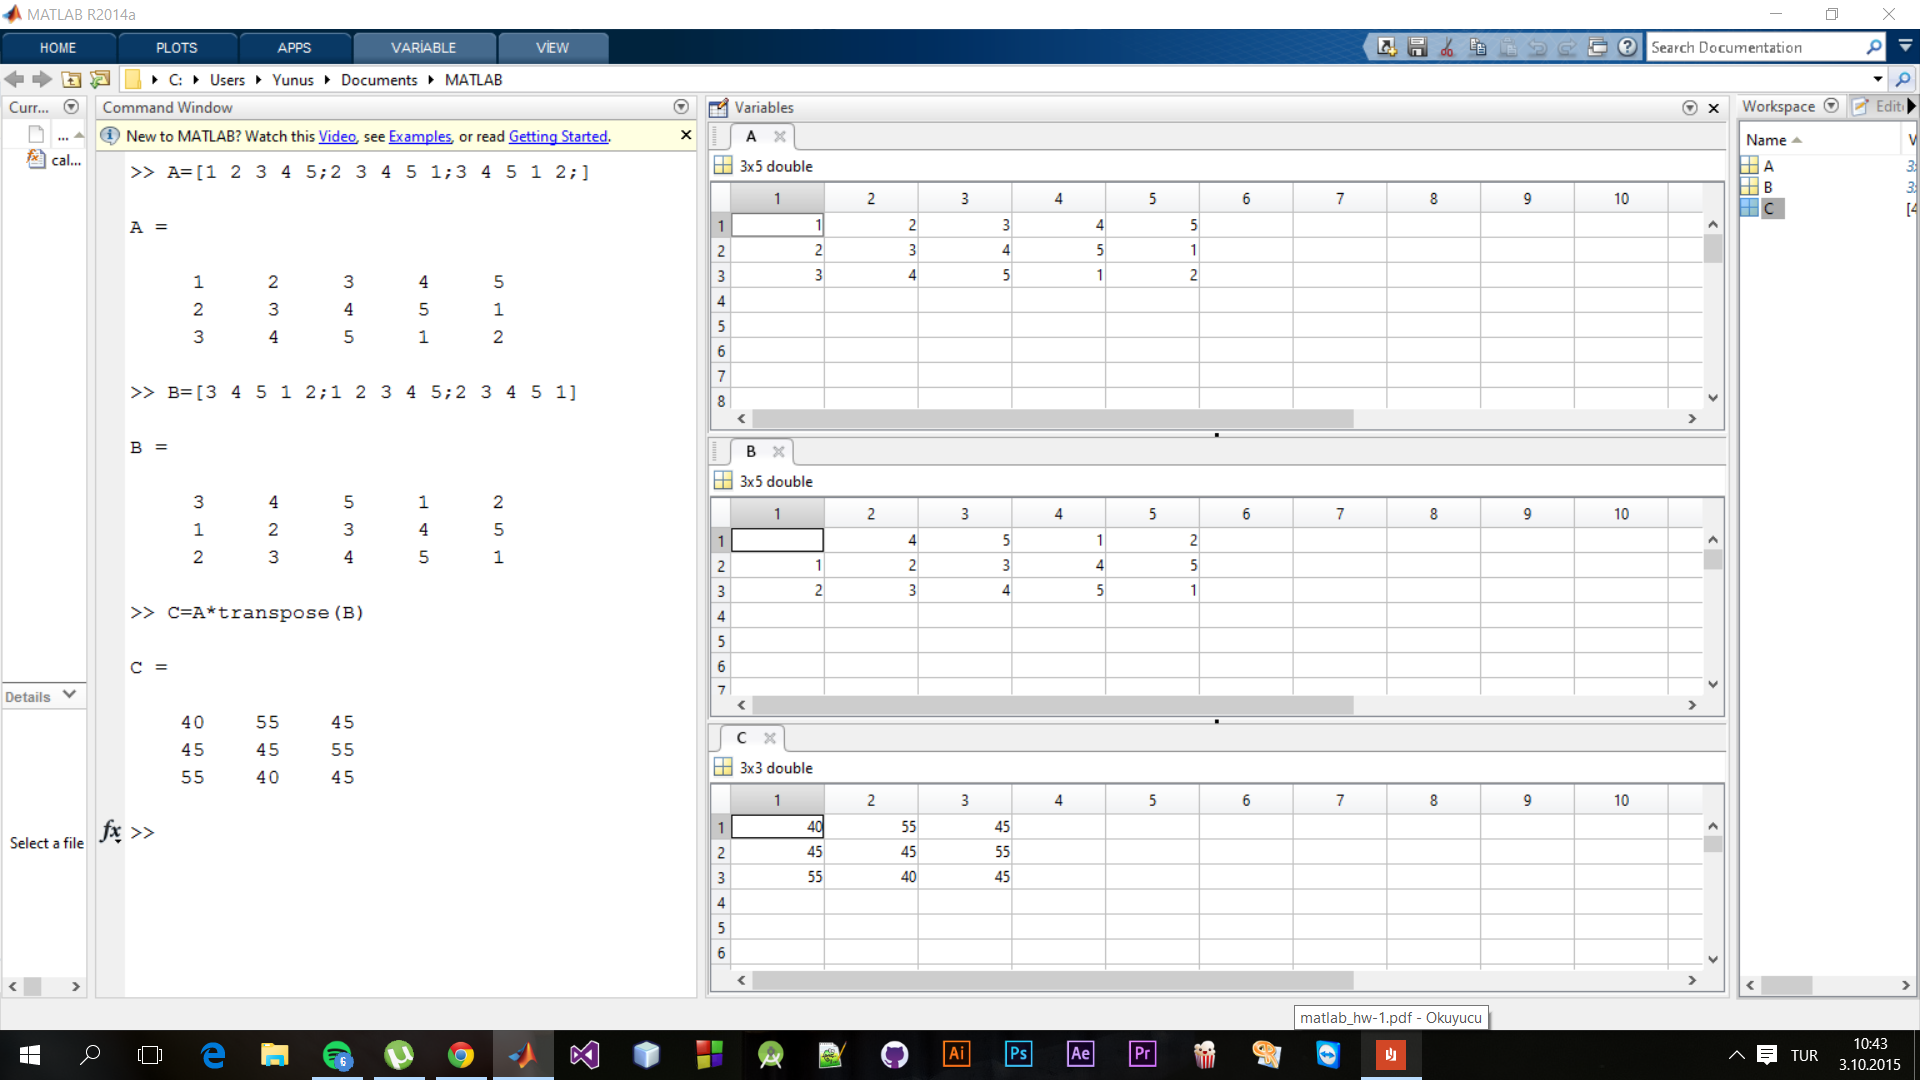 MATLAB R2014a
HOME PLOTS APPS VARİABLE VİEW
Search Documentation
C: Users Yunus Documents MATLAB
Curr...
...
cal...
Details
Select a file
Command Window
New to MATLAB? Watch this Video, see Examples, or read Getting Started.
>> A=[1 2 3 4 5;2 3 4 5 1;3 4 5 1 2;]
A =
1 2 3 4 5
2 3 4 5 1
3 4 5 1 2
>> B=[3 4 5 1 2;1 2 3 4 5;2 3 4 5 1]
B =
3 4 5 1 2
1 2 3 4 5
2 3 4 5 1
>> C=A*transpose(B)
C =
40 55 45
45 45 55
55 40 45
fx >>
Variables
A
3x5 double
1 2 3 4 5 6 7 8 9 10
1 1 2 3 4 5
2 2 3 4 5 1
3 3 4 5 1 2
4
5
6
7
8
B
3x5 double
1 2 3 4 5 6 7 8 9 10
1 4 5 1 2
2 1 2 3 4 5
3 2 3 4 5 1
4
5
6
7
C
3x3 double
1 2 3 4 5 6 7 8 9 10
1 40 55 45
2 45 45 55
3 55 40 45
4
5
6
Workspace
Edit
Name
A
B
C [4
matlab_hw-1.pdf - Okuyucu
6
Ai Ps Ae Pr
TUR
10:43
3.10.2015